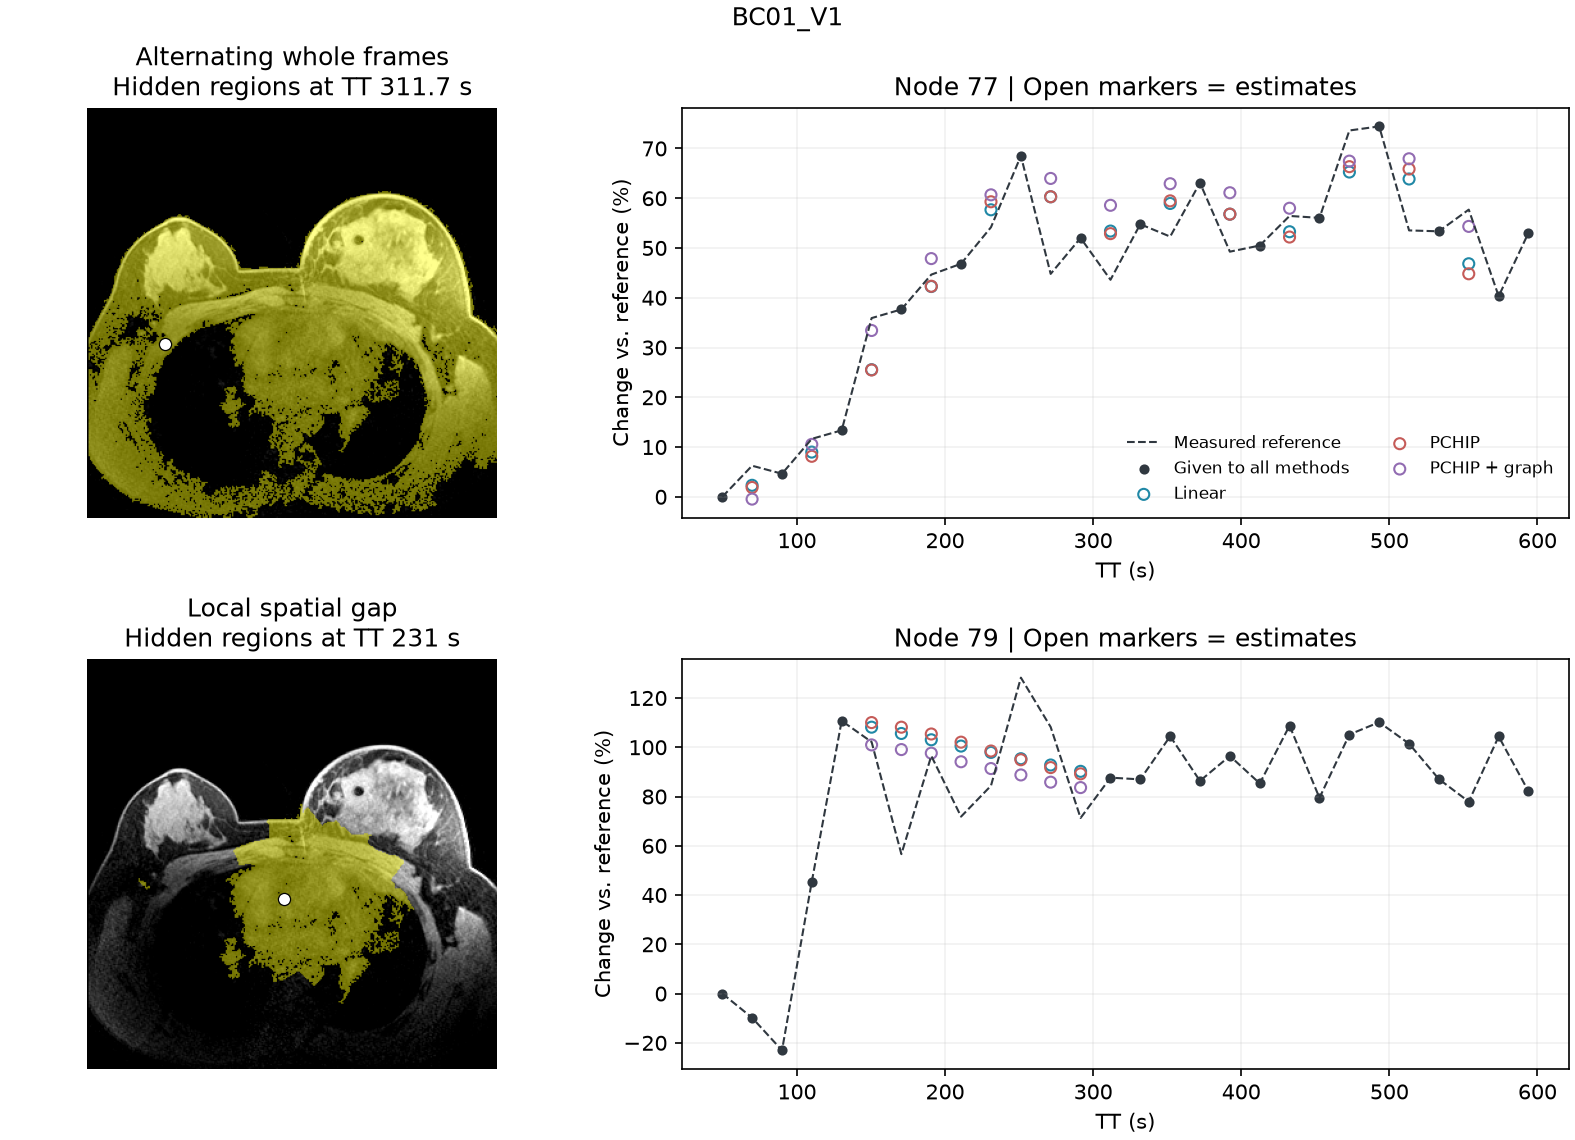 BC01_V1
Alternating whole frames
Hidden regions at TT 311.7 s
Node 77 | Open markers = estimates
Change vs. reference (%)
70
60
50
40
30
20
10
0
Measured reference
Given to all methods
Linear
PCHIP
PCHIP + graph
100
200
300
400
500
600
TT (s)
Local spatial gap
Hidden regions at TT 231 s
Node 79 | Open markers = estimates
Change vs. reference (%)
120
100
80
60
40
20
0
−20
100
200
300
400
500
600
TT (s)